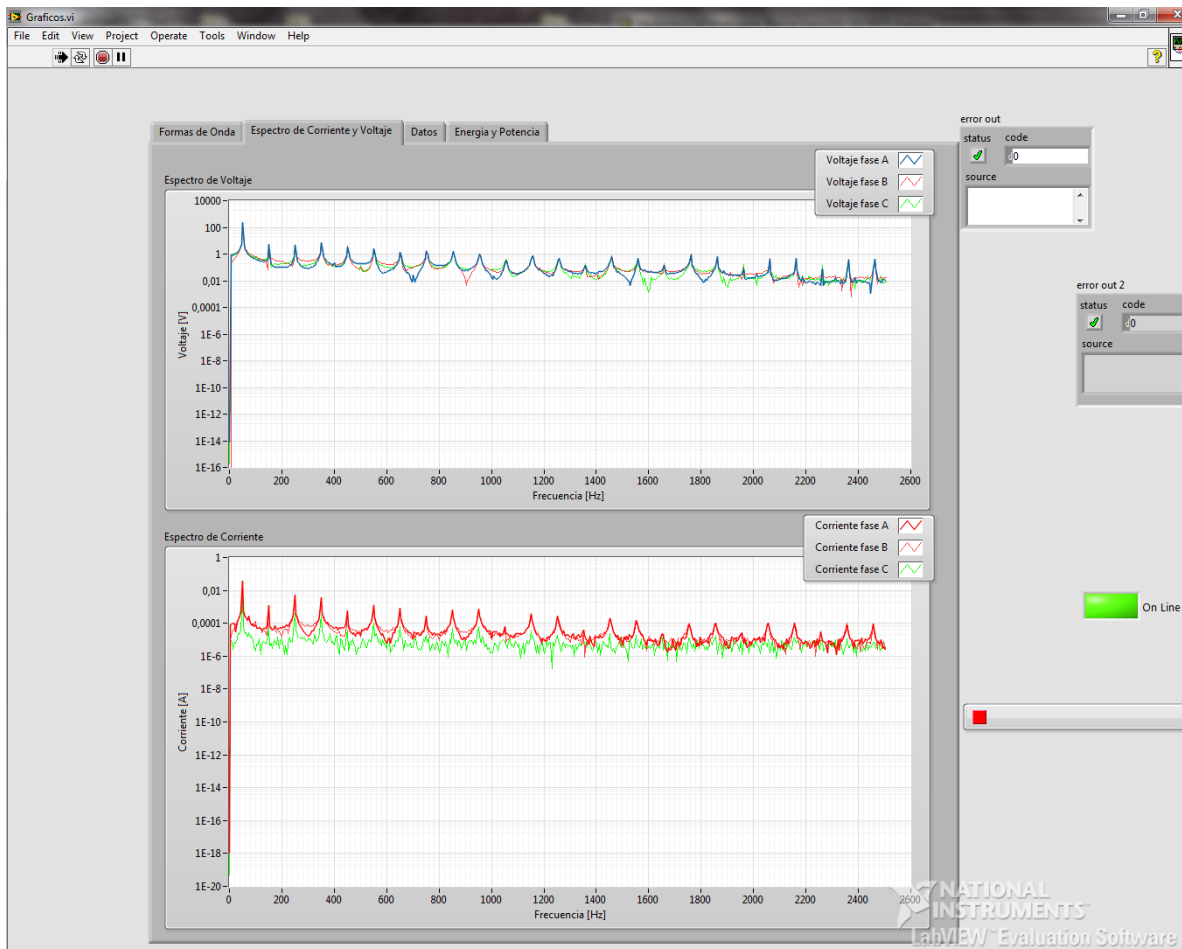 Graficos.vi
File Edit View Project Operate Tools Window Help
Formas de Onda Espectro de Corriente y Voltaje Datos Energia y Potencia
Voltaje fase A
Voltaje fase B
Voltaje fase C
Espectro de Voltaje
10000
100
1
0,01
0,0001
1E-6
1E-8
1E-10
1E-12
1E-14
1E-16
Voltaje [V]
0 200 400 600 800 1000 1200 1400 1600 1800 2000 2200 2400 2600
Frecuencia [Hz]
Corriente fase A
Corriente fase B
Corriente fase C
Espectro de Corriente
1
0,01
0,0001
1E-6
1E-8
1E-10
1E-12
1E-14
1E-16
1E-18
1E-20
Corriente [A]
0 200 400 600 800 1000 1200 1400 1600 1800 2000 2200 2400 2600
Frecuencia [Hz]
error out
status code
0
source
error out 2
status code
0
source
On Line
NATIONAL
INSTRUMENTS
LabVIEW Evaluation Software